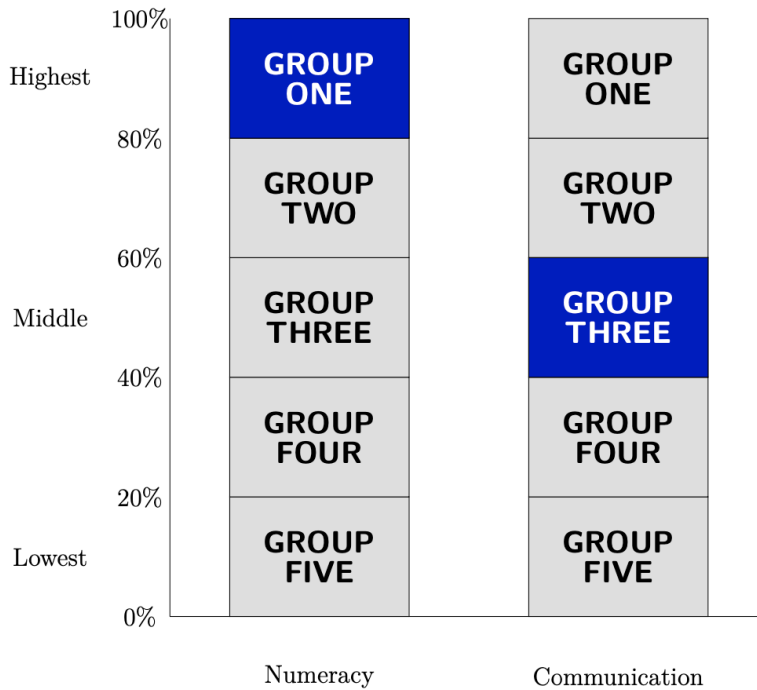 100%
Highest
GROUP
ONE
GROUP
ONE
80%
GROUP
TWO
GROUP
TWO
60%
Middle
GROUP
THREE
GROUP
THREE
40%
GROUP
FOUR
GROUP
FOUR
20%
Lowest
GROUP
FIVE
GROUP
FIVE
0%
Numeracy
Communication